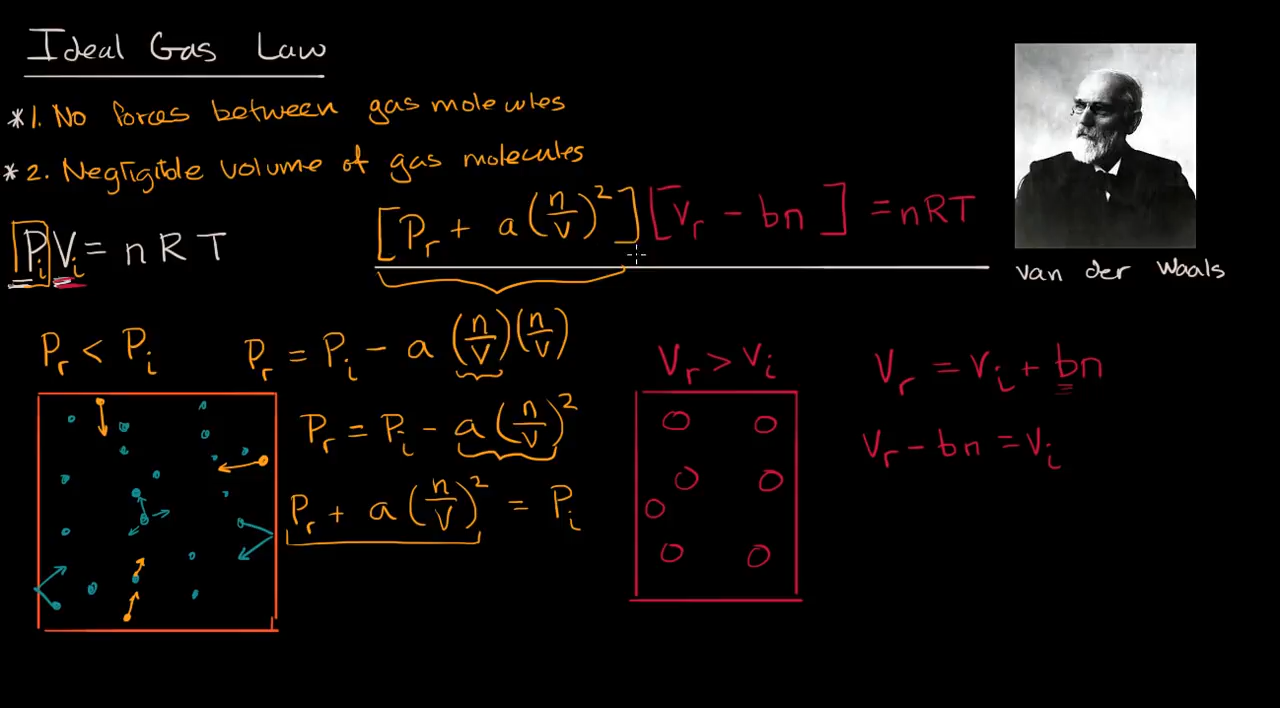 Ideal Gas Law
*1. No forces between gas molecules
*2. Negligible volume of gas molecules
[Pr + a(n/V)²][Vr - bn] = nRT
PiVi = nRT
van der Waals
Pr < Pi
Pr = Pi - a(n/V)(n/V)
Pr = Pi - a(n/V)²
Pr + a(n/V)² = Pi
Vr > Vi
Vr = Vi + bn
Vr - bn = Vi